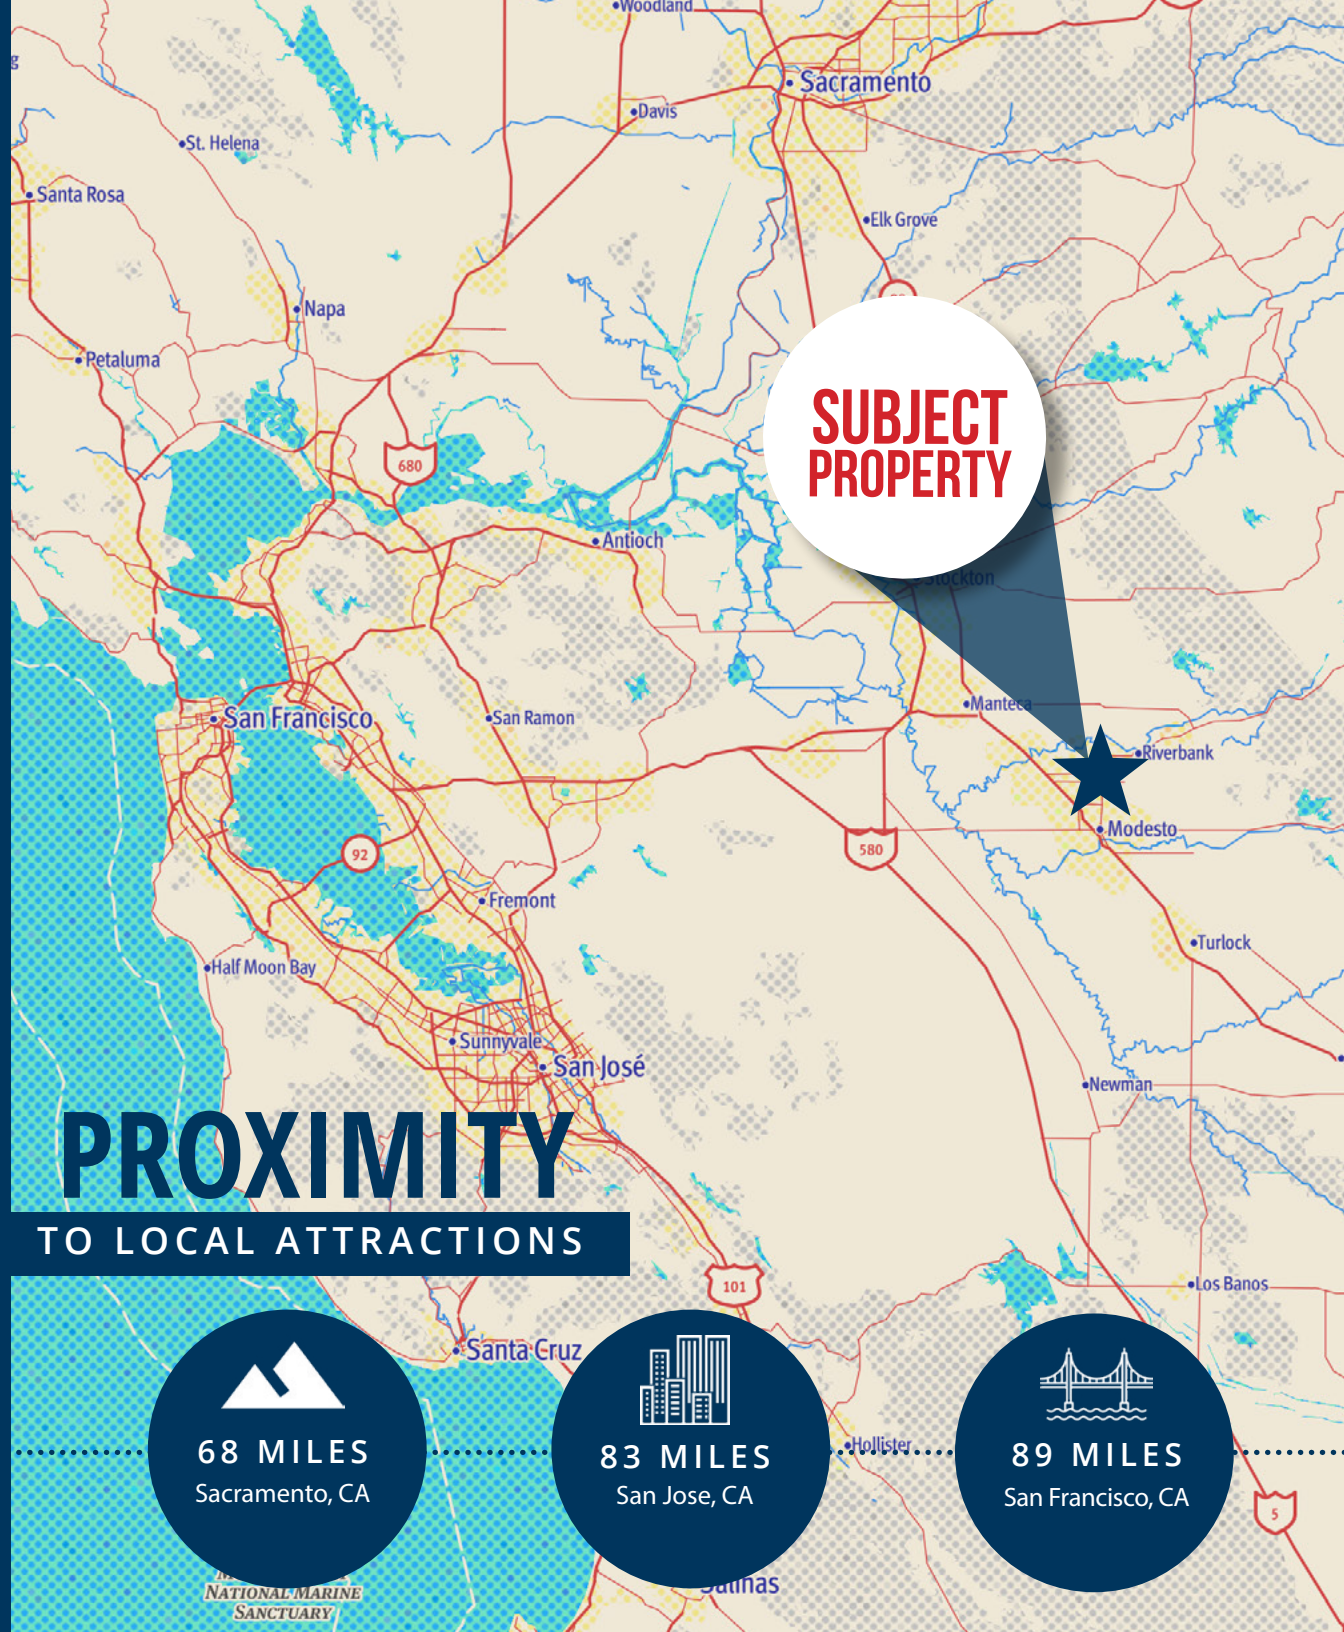 Woodland
Sacramento
Davis
St. Helena
Santa Rosa
Elk Grove
Napa
Petaluma
SUBJECT
PROPERTY
680
Antioch
Stockton
Manteca
San Francisco
San Ramon
Riverbank
Modesto
92
580
Fremont
Turlock
Half Moon Bay
Sunnyvale
San José
Newman
PROXIMITY
TO LOCAL ATTRACTIONS
101
Los Banos
Santa Cruz
Hollister
68 MILES
Sacramento, CA
83 MILES
San Jose, CA
89 MILES
San Francisco, CA
5
Salinas
NATIONAL MARINE
SANCTUARY